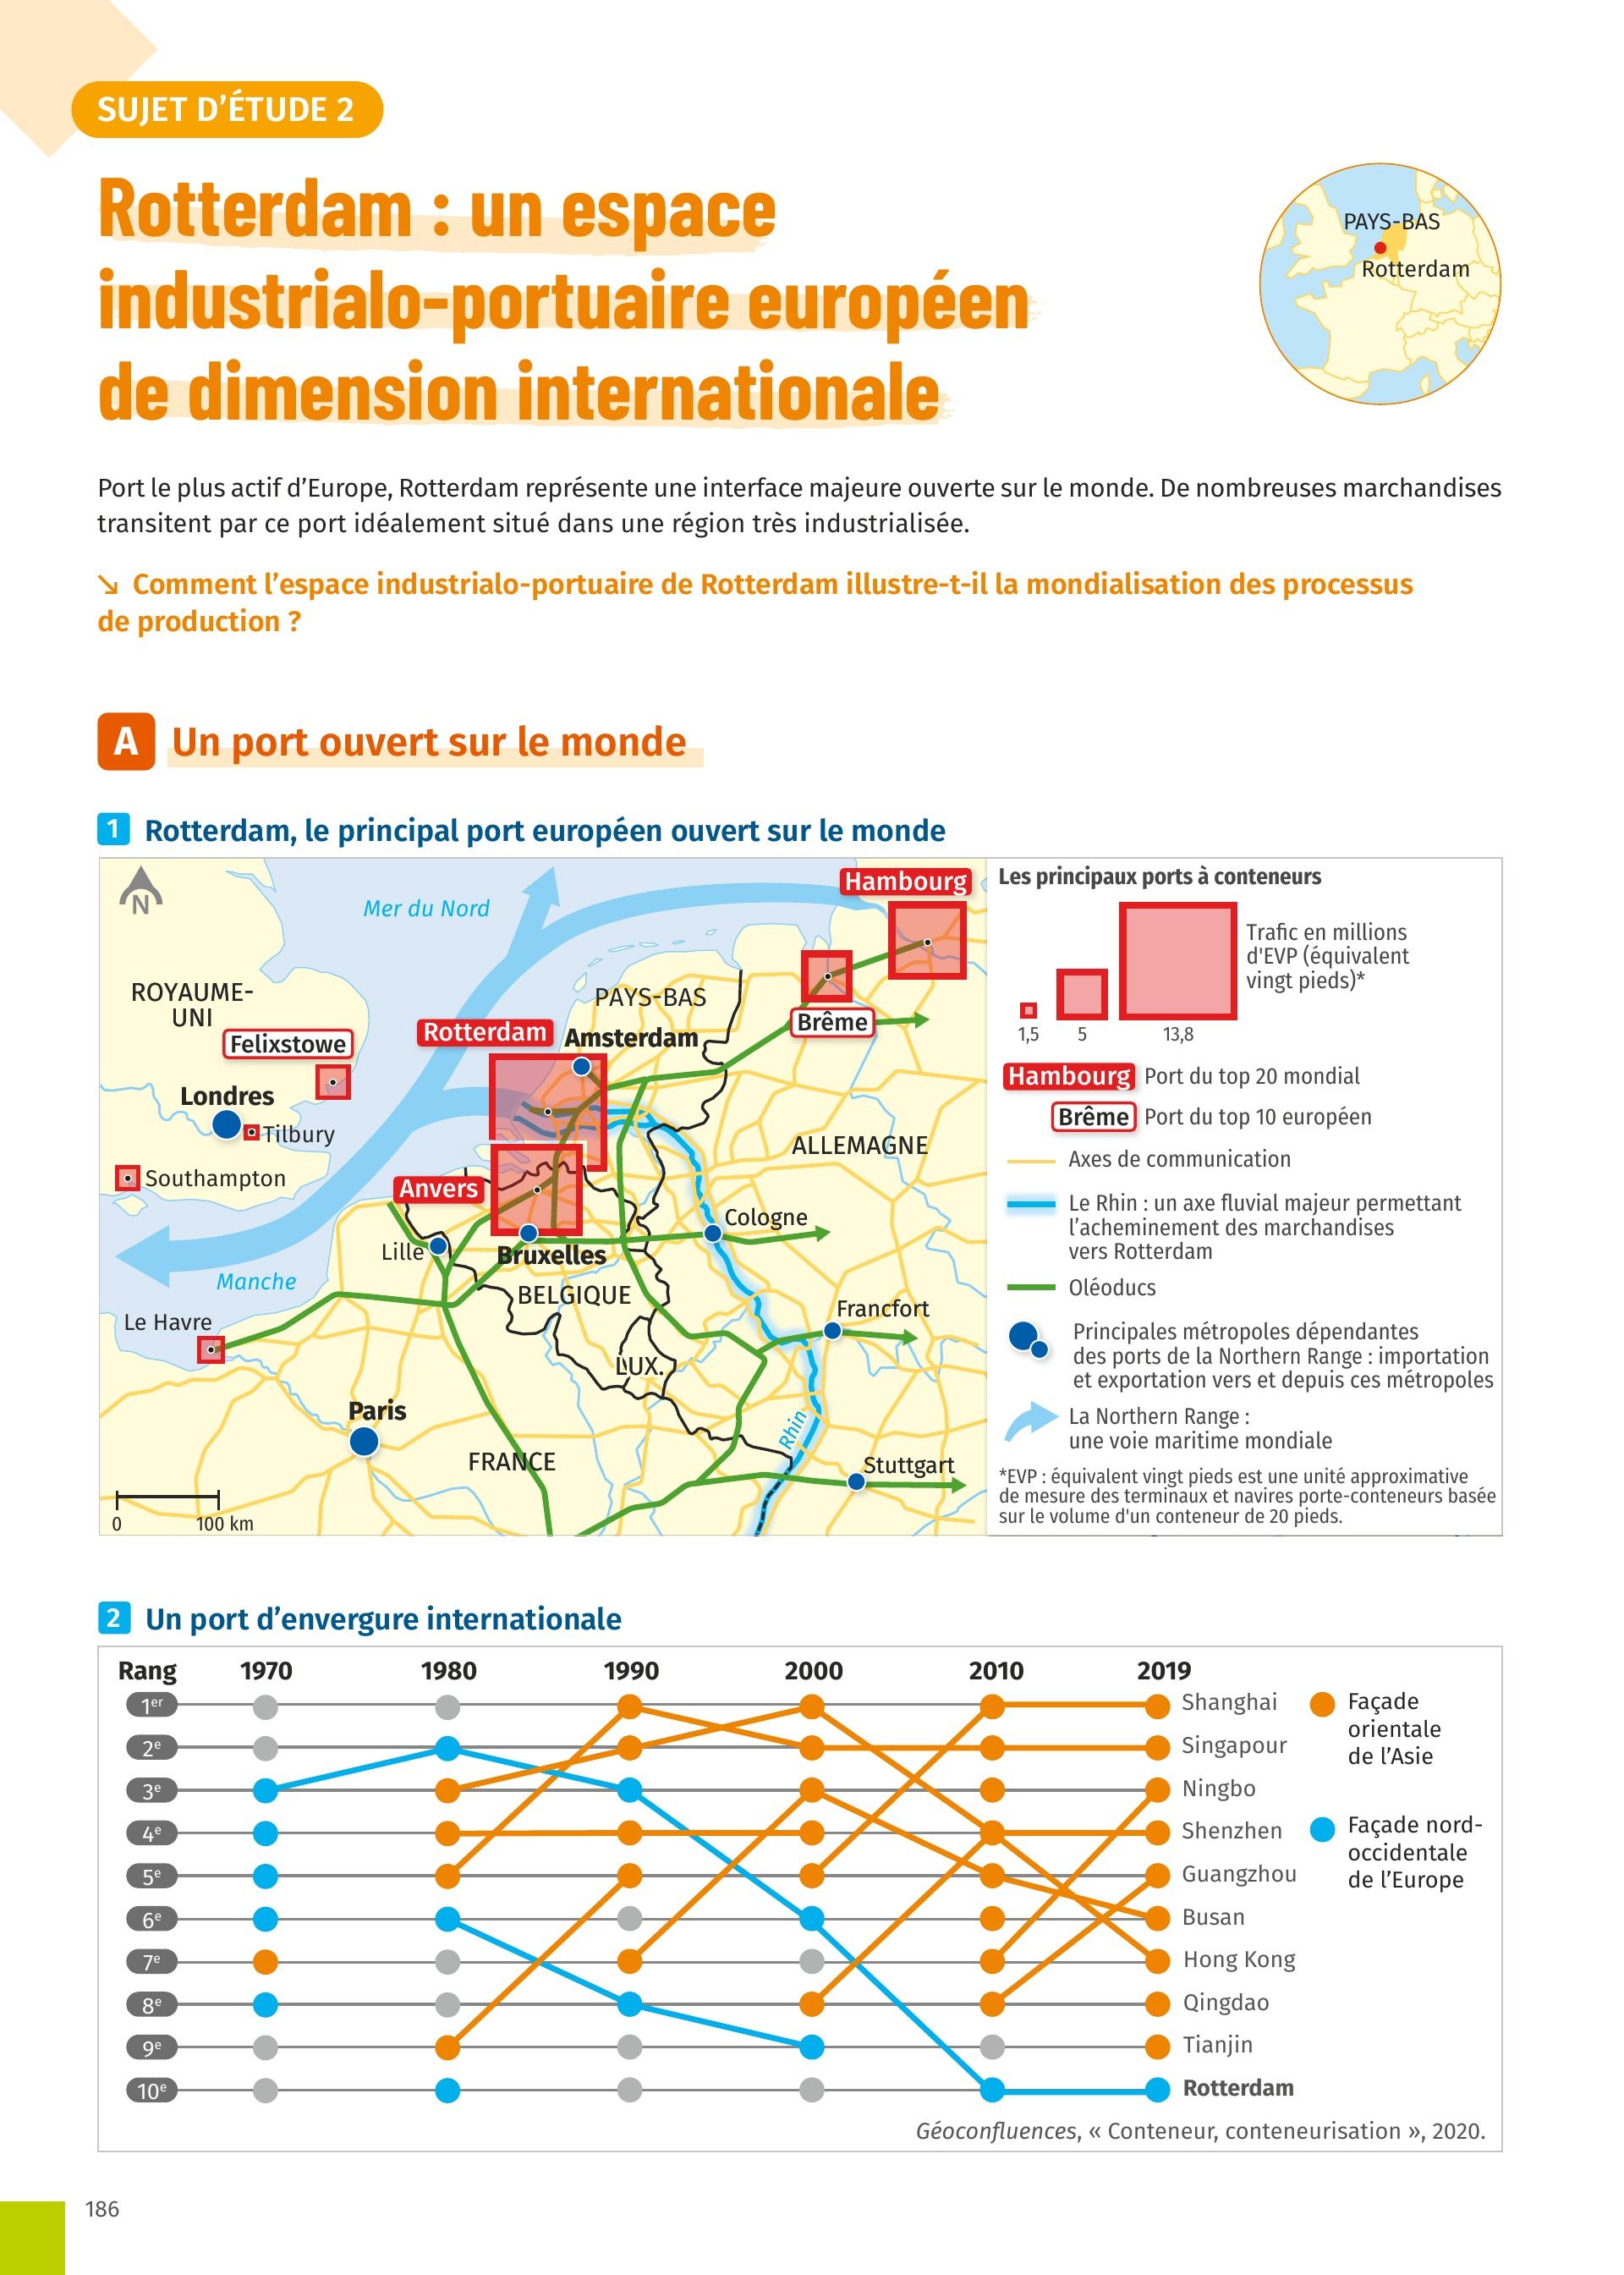 SUJET D'ÉTUDE 2
Rotterdam : un espace
industrialo-portuaire européen
de dimension internationale
PAYS-BAS
Rotterdam
Port le plus actif d'Europe, Rotterdam représente une interface majeure ouverte sur le monde. De nombreuses marchandises
transitent par ce port idéalement situé dans une région très industrialisée.
↘ Comment l'espace industrialo-portuaire de Rotterdam illustre-t-il la mondialisation des processus
de production ?
A Un port ouvert sur le monde
1 Rotterdam, le principal port européen ouvert sur le monde
N
Mer du Nord
Hambourg
ROYAUME-
UNI
PAYS-BAS
Felixstowe
Rotterdam
Amsterdam
Brême
Londres
Tilbury
ALLEMAGNE
Southampton
Anvers
Cologne
Lille
Bruxelles
Manche
BELGIQUE
Francfort
Le Havre
LUX.
Paris
Rhin
FRANCE
Stuttgart
0 100 km
Les principaux ports à conteneurs
Trafic en millions
d'EVP (équivalent
vingt pieds)*
1,5 5 13,8
Hambourg Port du top 20 mondial
Brême Port du top 10 européen
Axes de communication
Le Rhin : un axe fluvial majeur permettant
l'acheminement des marchandises
vers Rotterdam
Oléoducs
Principales métropoles dépendantes
des ports de la Northern Range : importation
et exportation vers et depuis ces métropoles
La Northern Range :
une voie maritime mondiale
*EVP : équivalent vingt pieds est une unité approximative
de mesure des terminaux et navires porte-conteneurs basée
sur le volume d'un conteneur de 20 pieds.
2 Un port d'envergure internationale
Rang 1970 1980 1990 2000 2010 2019
1er Shanghai
2e Singapour
3e Ningbo
4e Shenzhen
5e Guangzhou
6e Busan
7e Hong Kong
8e Qingdao
9e Tianjin
10e Rotterdam
Façade
orientale
de l'Asie
Façade nord-
occidentale
de l'Europe
Géoconfluences, « Conteneur, conteneurisation », 2020.
186